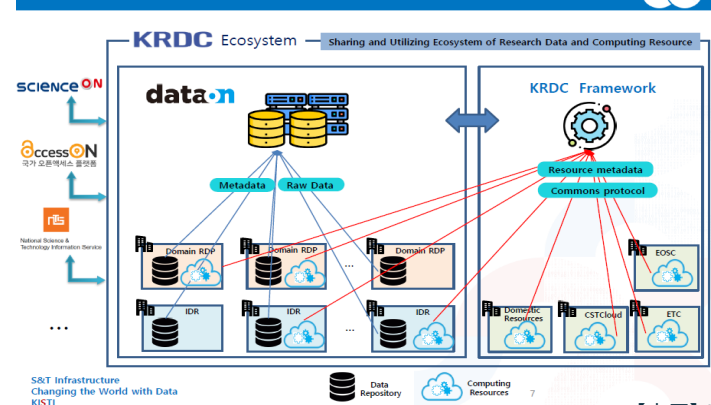 KRDC Ecosystem
Sharing and Utilizing Ecosystem of Research Data and Computing Resource
SCIENCE ON
dataon
KRDC Framework
AccessON
국가 오픈액세스 플랫폼
Resource metadata
Metadata
Raw Data
Commons protocol
ntis
National Science &
Technology Information Service
Domain RDP
Domain RDP
...
Domain RDP
EOSC
IDR
IDR
...
IDR
Domestic
Resources
CSTCloud
ETC
...
S&T Infrastructure
Changing the World with Data
KISTI
Data
Repository
Computing
Resources
7